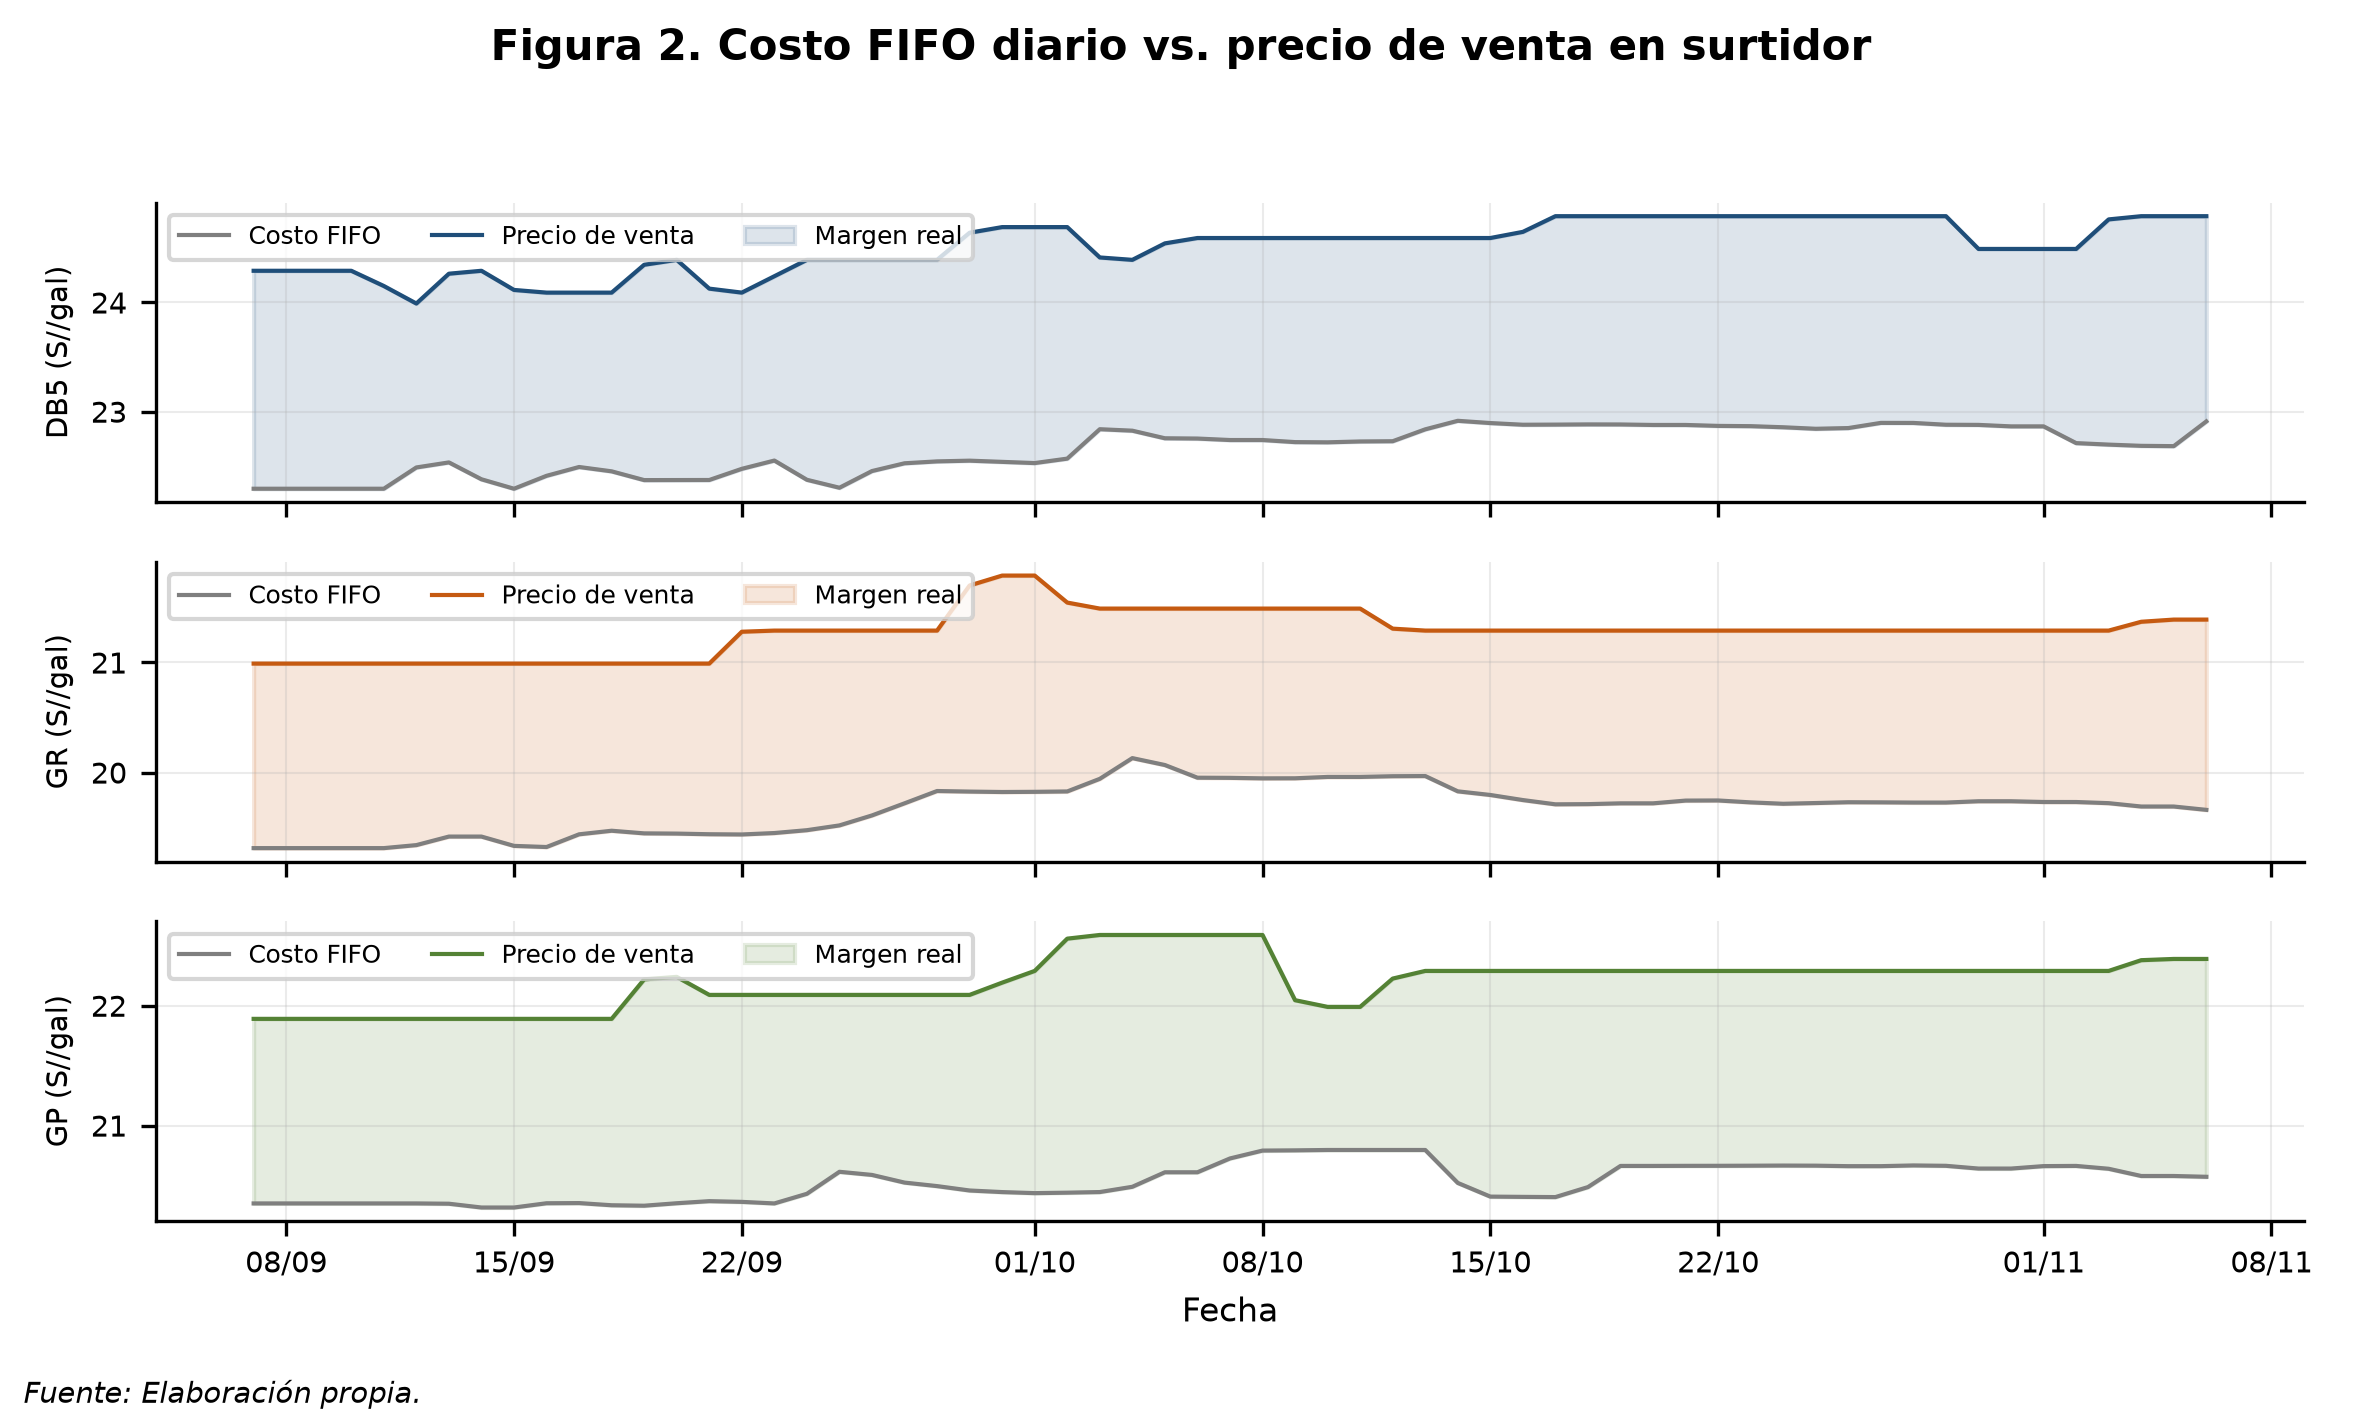 Figura 2. Costo FIFO diario vs. precio de venta en surtidor
Costo FIFO Precio de venta Margen real
DB5 (S//gal)
24
23
Costo FIFO Precio de venta Margen real
GR (S//gal)
21
20
Costo FIFO Precio de venta Margen real
GP (S//gal)
22
21
08/09 15/09 22/09 01/10 08/10 15/10 22/10 01/11 08/11
Fecha
Fuente: Elaboración propia.